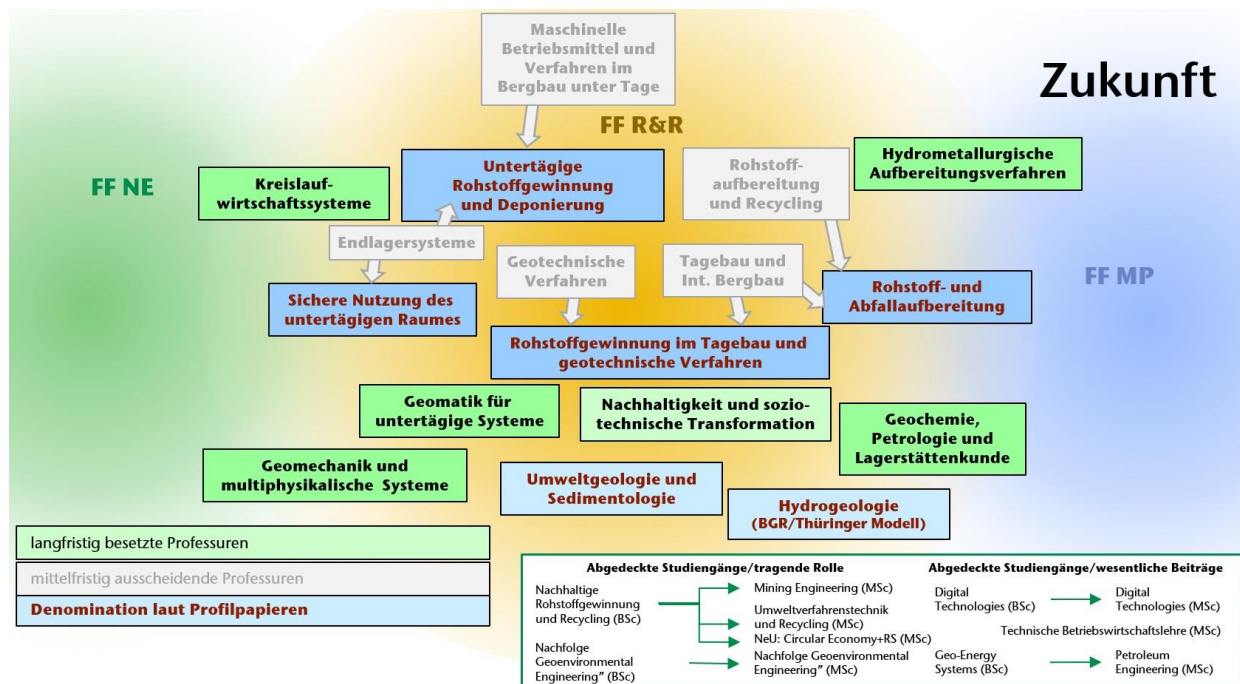 Maschinelle
Betriebsmittel und
Verfahren im
Bergbau unter Tage
Zukunft
FF R&R
FF NE
FF MP
Kreislauf-
wirtschaftssysteme
Untertägige
Rohstoffgewinnung
und Deponierung
Rohstoff-
aufbereitung
und Recycling
Hydrometallurgische
Aufbereitungsverfahren
Endlagersysteme
Geotechnische
Verfahren
Tagebau und
Int. Bergbau
Sichere Nutzung des
untertägigen Raumes
Rohstoff- und
Abfallaufbereitung
Rohstoffgewinnung im Tagebau und
geotechnische Verfahren
Geomatik für
untertägige Systeme
Nachhaltigkeit und sozio-
technische Transformation
Geochemie,
Petrologie und
Lagerstättenkunde
Geomechanik und
multiphysikalische Systeme
Umweltgeologie und
Sedimentologie
Hydrogeologie
(BGR/Thüringer Modell)
langfristig besetzte Professuren
mittelfristig ausscheidende Professuren
Denomination laut Profilpapieren
Abgedeckte Studiengänge/tragende Rolle
Nachhaltige
Rohstoffgewinnung
und Recycling (BSc)
Mining Engineering (MSc)
Umweltverfahrenstechnik
und Recycling (MSc)
NeU: Circular Economy+RS (MSc)
Nachfolge
Geoenvironmental
Engineering" (BSc)
Nachfolge Geoenvironmental
Engineering" (MSc)
Abgedeckte Studiengänge/wesentliche Beiträge
Digital
Technologies (BSc)
Digital
Technologies (MSc)
Technische Betriebswirtschaftslehre (MSc)
Geo-Energy
Systems (BSc)
Petroleum
Engineering (MSc)